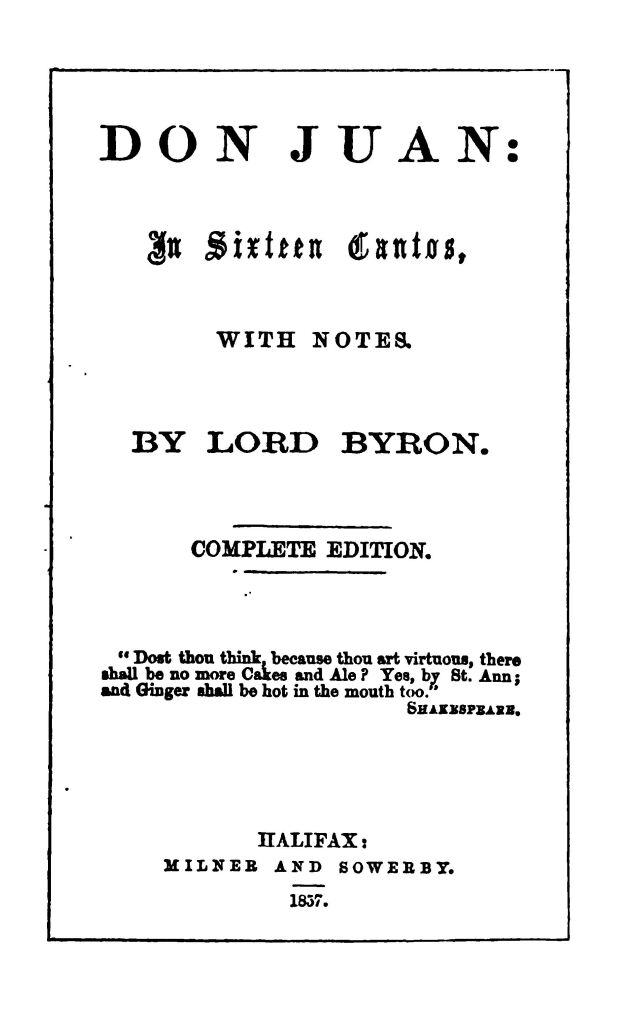 DON JUAN:
In Sixteen Cantos,
WITH NOTES.
BY LORD BYRON.
COMPLETE EDITION.
"Dost thou think, because thou art virtuous, there
shall be no more Cakes and Ale? Yes, by St. Ann;
and Ginger shall be hot in the mouth too."
SHAKESPEARE.
HALIFAX:
MILNER AND SOWERBY.
1857.